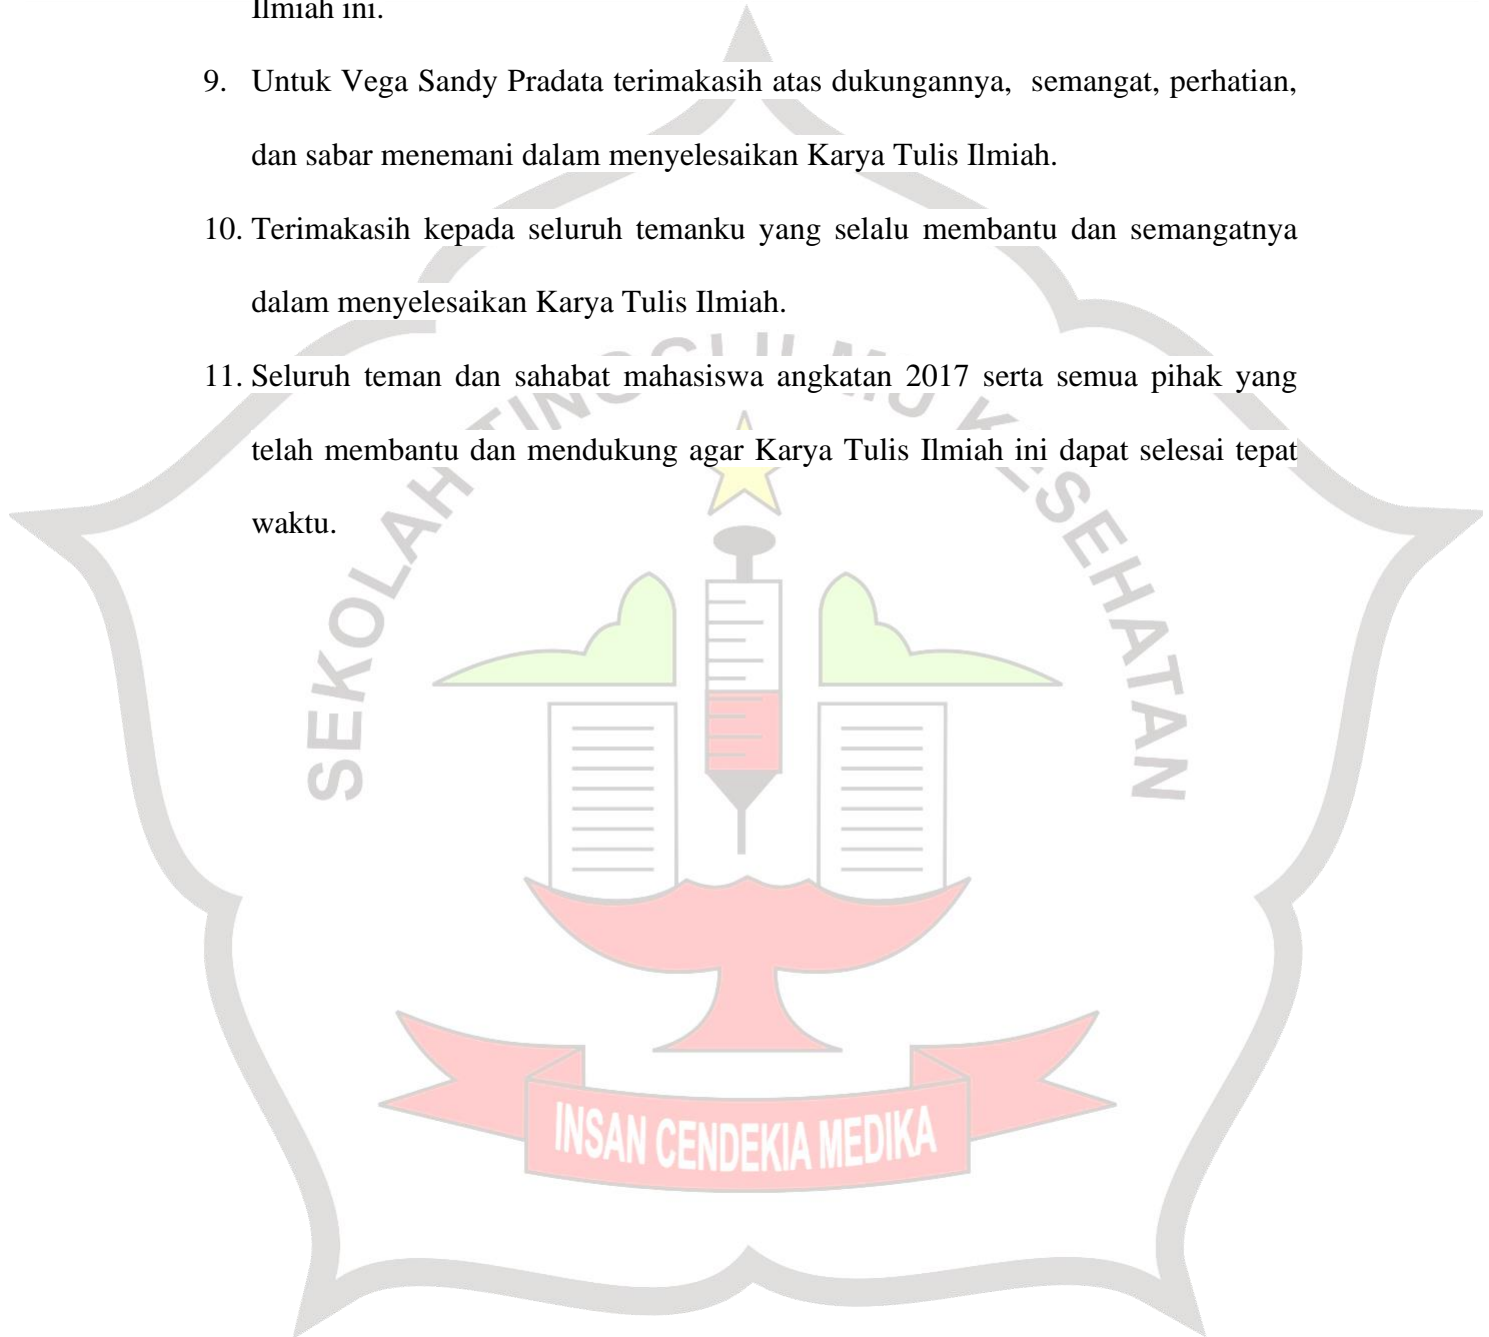 Ilmiah ini.
9. Untuk Vega Sandy Pradata terimakasih atas dukungannya, semangat, perhatian,
dan sabar menemani dalam menyelesaikan Karya Tulis Ilmiah.
10. Terimakasih kepada seluruh temanku yang selalu membantu dan semangatnya
dalam menyelesaikan Karya Tulis Ilmiah.
11. Seluruh teman dan sahabat mahasiswa angkatan 2017 serta semua pihak yang
telah membantu dan mendukung agar Karya Tulis Ilmiah ini dapat selesai tepat
waktu.
SEKOLAH TINGGI ILMU KESEHATAN
INSAN CENDEKIA MEDIKA